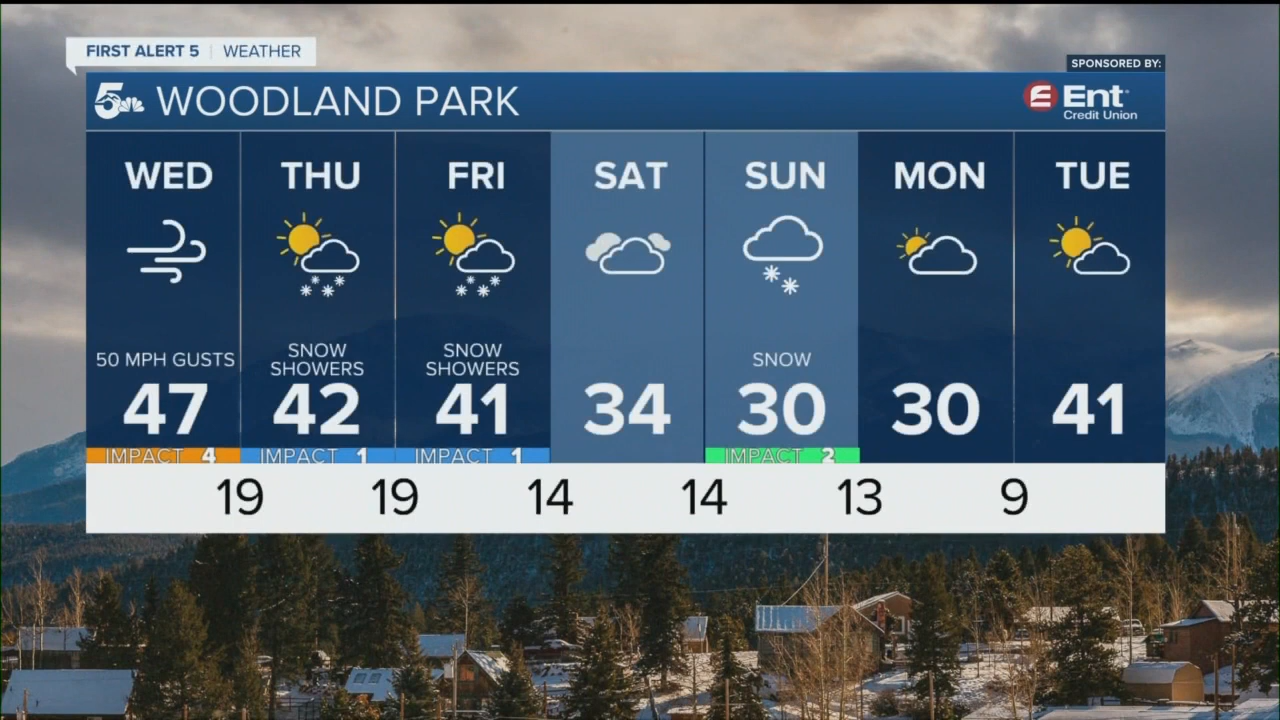 FIRST ALERT 5 | WEATHER
SPONSORED BY:
5 WOODLAND PARK
Ent
Credit Union
WED THU FRI SAT SUN MON TUE
50 MPH GUSTS
SNOW SHOWERS
SNOW SHOWERS
SNOW
47 42 41 34 30 30 41
IMPACT 4 IMPACT 1 IMPACT 1 IMPACT 2
19 19 14 14 13 9